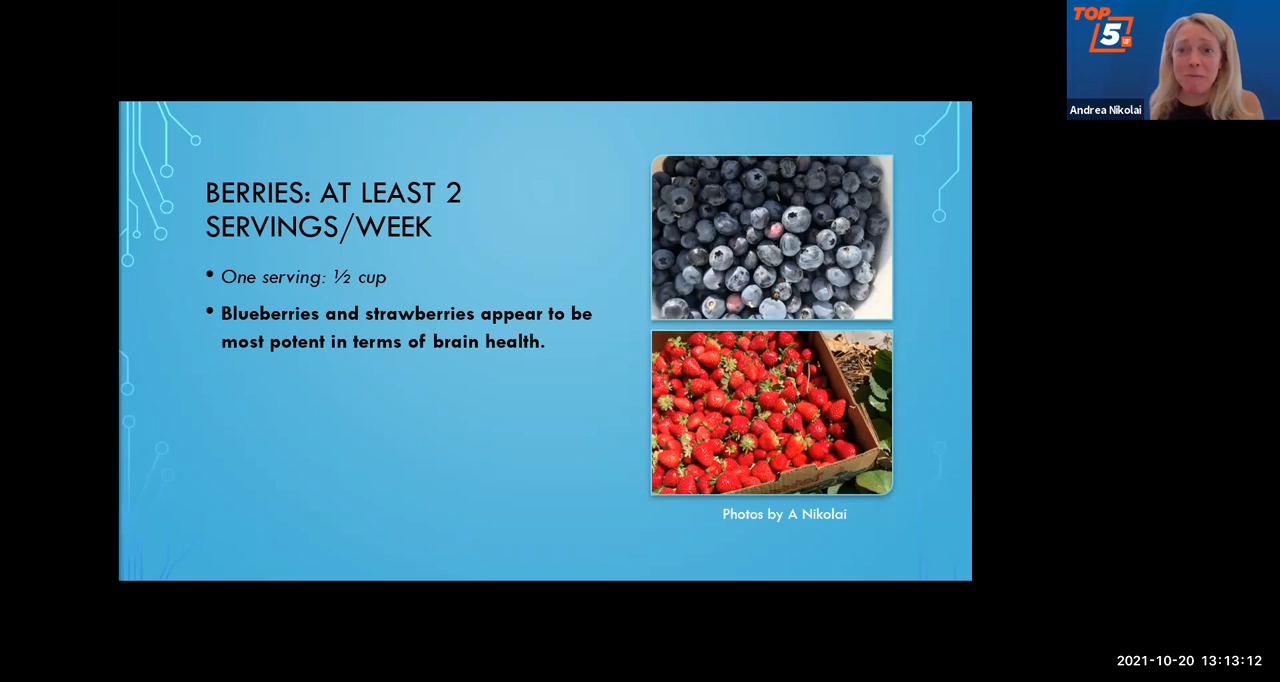 TOP
5
UF
Andrea Nikolai
BERRIES: AT LEAST 2
SERVINGS/WEEK
• One serving: ½ cup
• Blueberries and strawberries appear to be
most potent in terms of brain health.
Photos by A Nikolai
2021-10-20 13:13:12